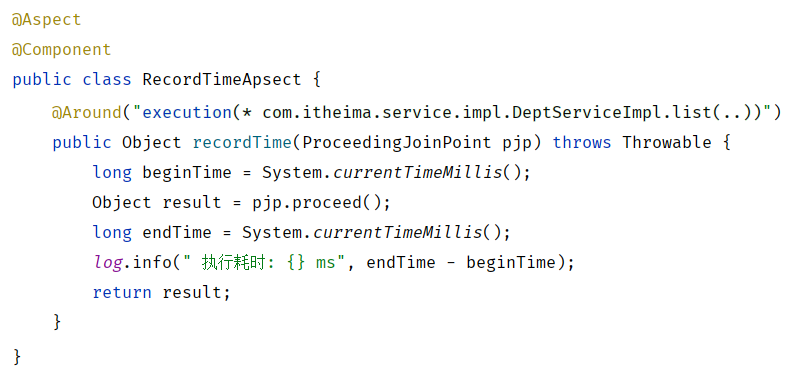 @Aspect
@Component
public class RecordTimeApsect {
    @Around("execution(* com.itheima.service.impl.DeptServiceImpl.list(..))")
    public Object recordTime(ProceedingJoinPoint pjp) throws Throwable {
        long beginTime = System.currentTimeMillis();
        Object result = pjp.proceed();
        long endTime = System.currentTimeMillis();
        log.info(" 执行耗时: {} ms", endTime - beginTime);
        return result;
    }
}